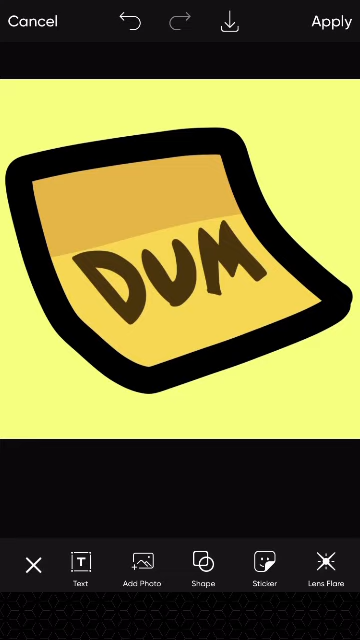 Cancel
Apply
DUM
Text
Add Photo
Shape
Sticker
Lens Flare